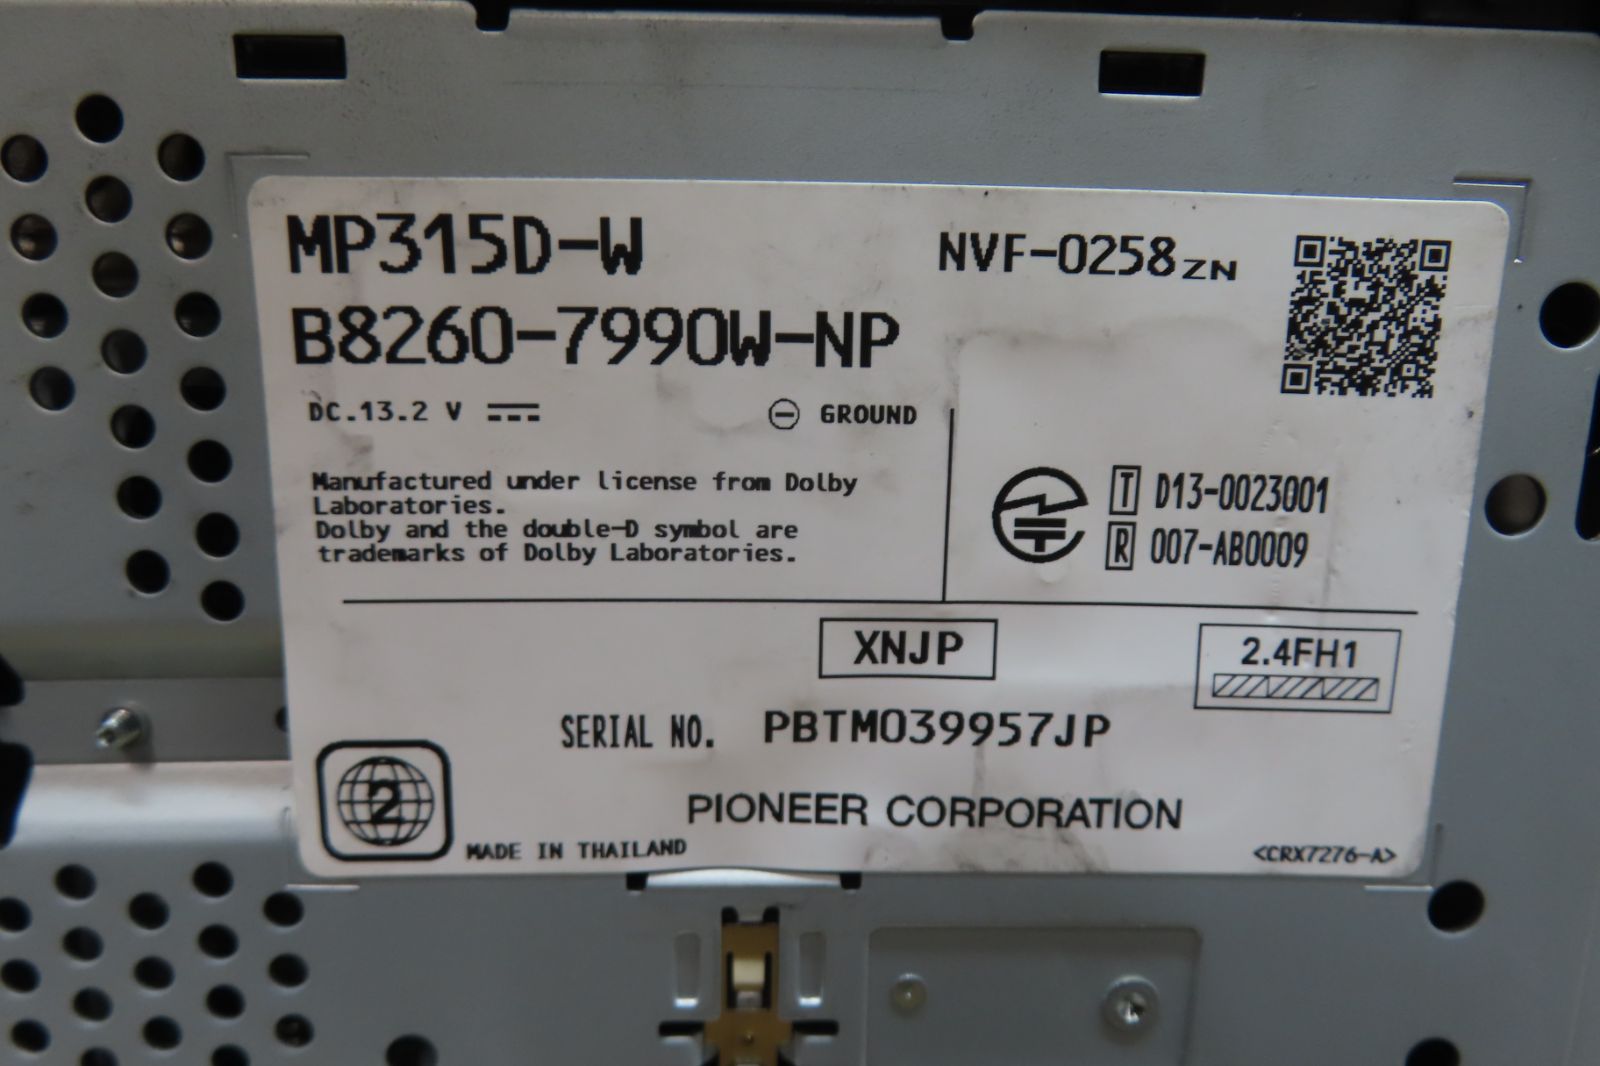 MP315D-W
NVF-0258ZN
B8260-7990W-NP
DC.13.2 V
GROUND
Manufactured under license from Dolby
Laboratories.
Dolby and the double-D symbol are
trademarks of Dolby Laboratories.
T D13-0023001
R 007-AB0009
XNJP
2.4FH1
SERIAL NO. PBTM039957JP
2
PIONEER CORPORATION
MADE IN THAILAND
<CRX7276-A>